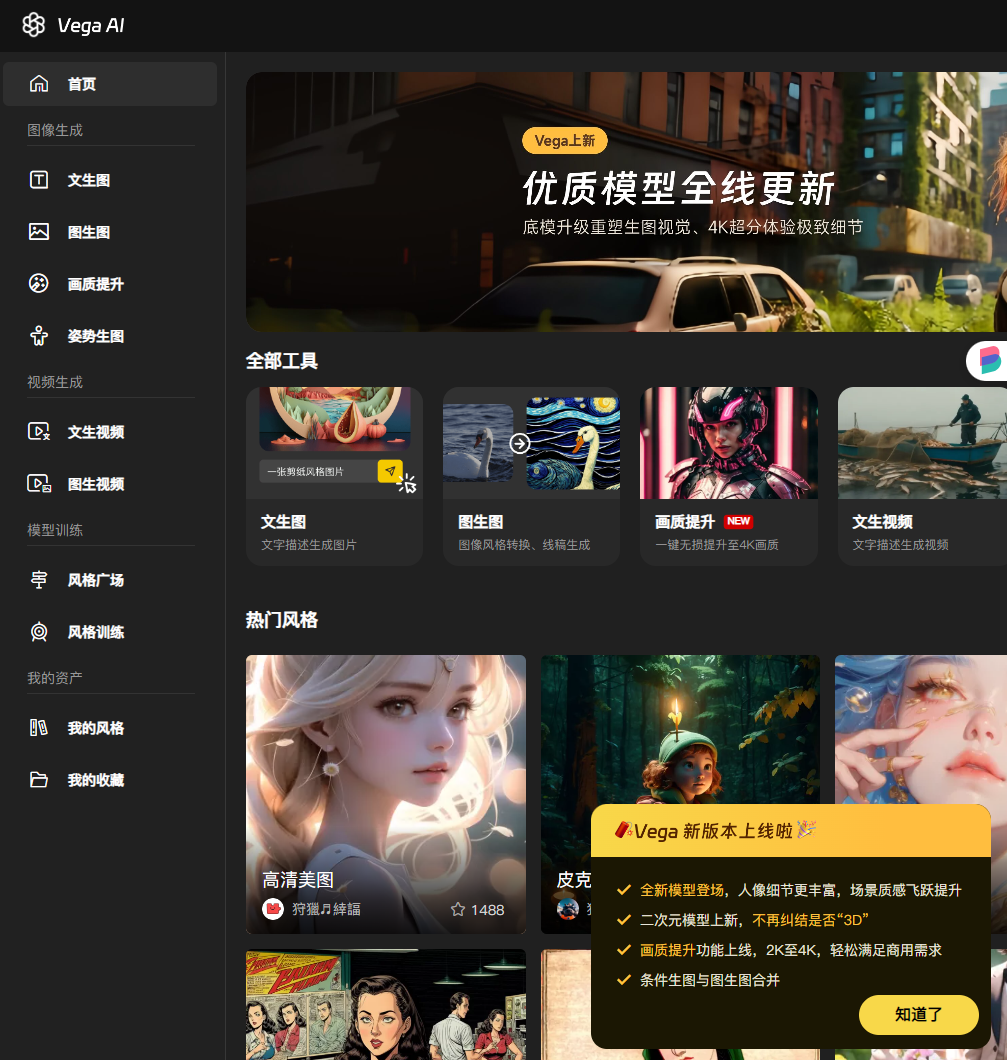 Vega AI
首页
图像生成
文生图
图生图
画质提升
姿势生图
视频生成
文生视频
图生视频
模型训练
风格广场
风格训练
我的资产
我的风格
我的收藏
Vega上新
优质模型全线更新
底模升级重塑生图视觉、4K超分体验极致细节
全部工具
一张剪纸风格图片
文生图
文字描述生成图片
图生图
图像风格转换、线稿生成
画质提升 NEW
一键无损提升至4K画质
文生视频
文字描述生成视频
热门风格
高清美图
狩獵♬緈諨
1488
皮克
Vega 新版本上线啦
全新模型登场，人像细节更丰富，场景质感飞跃提升
二次元模型上新，不再纠结是否“3D”
画质提升功能上线，2K至4K，轻松满足商用需求
条件生图与图生图合并
知道了